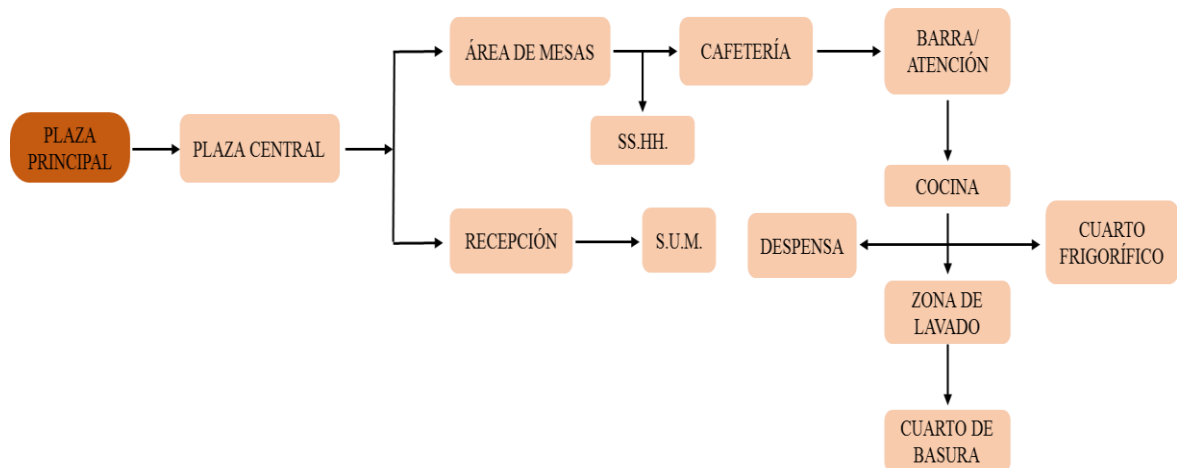 ÁREA DE MESAS
CAFETERÍA
BARRA/
ATENCIÓN
PLAZA
PRINCIPAL
PLAZA CENTRAL
SS.HH.
COCINA
RECEPCIÓN
S.U.M.
DESPENSA
CUARTO
FRIGORÍFICO
ZONA DE
LAVADO
CUARTO DE
BASURA